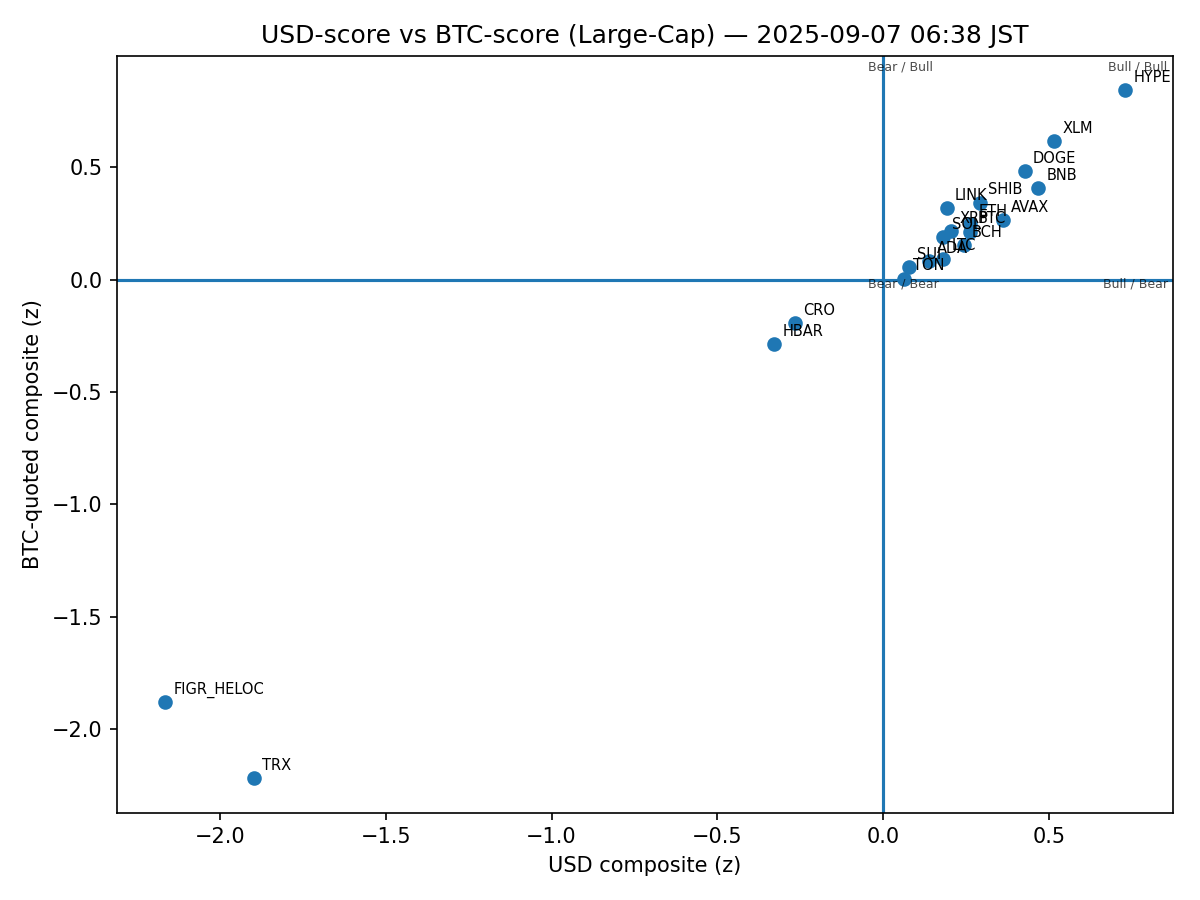 USD-score vs BTC-score (Large-Cap) — 2025-09-07 06:38 JST
Bear / Bull
Bull / Bull
HYPE
XLM
DOGE
BNB
LINK
SHIB
AVAX
ETH
XRP
BTC
SOL
BCH
LTC
ADA
SUI
TON
Bear / Bear
Bull / Bear
CRO
HBAR
FIGR_HELOC
TRX
0.5
0.0
−0.5
−1.0
−1.5
−2.0
BTC-quoted composite (z)
−2.0
−1.5
−1.0
−0.5
0.0
0.5
USD composite (z)